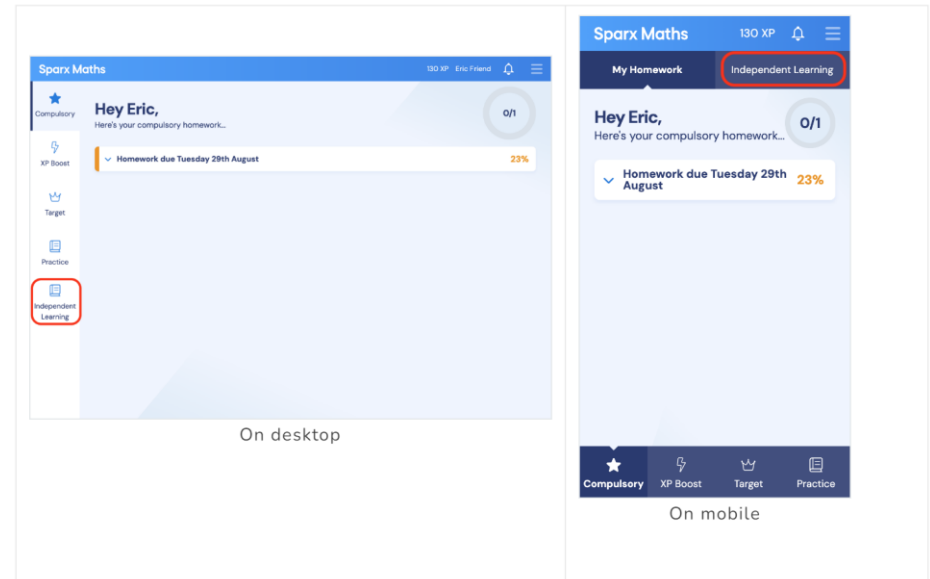 Sparx Maths
130 XP Eric Friend
Compulsory
XP Boost
Target
Practice
Independent
Learning
Hey Eric,
Here's your compulsory homework...
0/1
Homework due Tuesday 29th August
23%
On desktop
Sparx Maths
130 XP
My Homework
Independent Learning
Hey Eric,
Here's your compulsory homework...
0/1
Homework due Tuesday 29th
August
23%
Compulsory
XP Boost
Target
Practice
On mobile